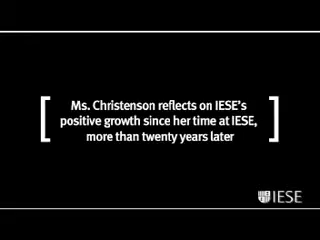 Ms. Christenson reflects on IESE's
positive growth since her time at IESE,
more than twenty years later
IESE